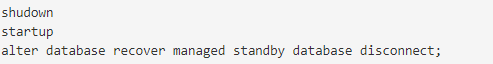 shudown
startup
alter database recover managed standby database disconnect;